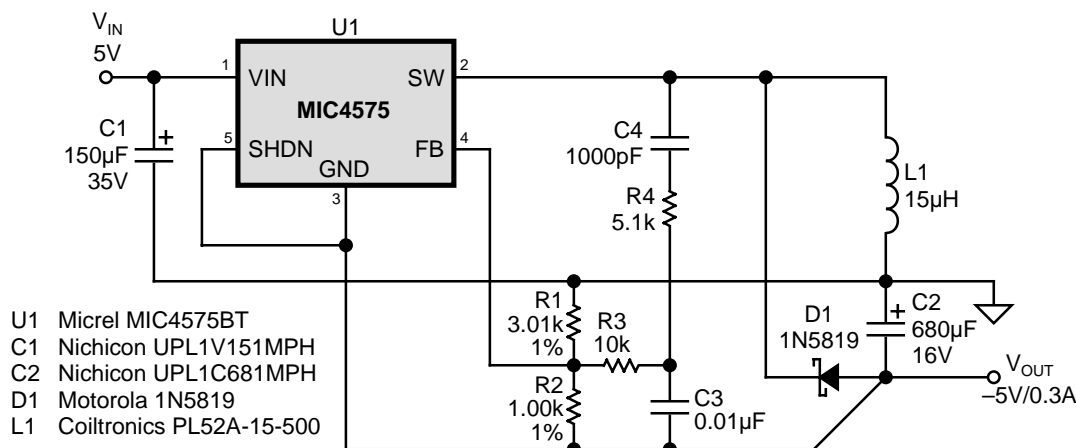 V_IN
5V
U1
1
VIN
SW
2
MIC4575
5
SHDN
FB
4
GND
3
C1
+
150µF
35V
C4
1000pF
R4
5.1k
L1
15µH
R1
3.01k
1%
R3
10k
R2
1.00k
1%
C3
0.01µF
D1
1N5819
+
C2
680µF
16V
V_OUT
–5V/0.3A
U1 Micrel MIC4575BT
C1 Nichicon UPL1V151MPH
C2 Nichicon UPL1C681MPH
D1 Motorola 1N5819
L1 Coiltronics PL52A-15-500